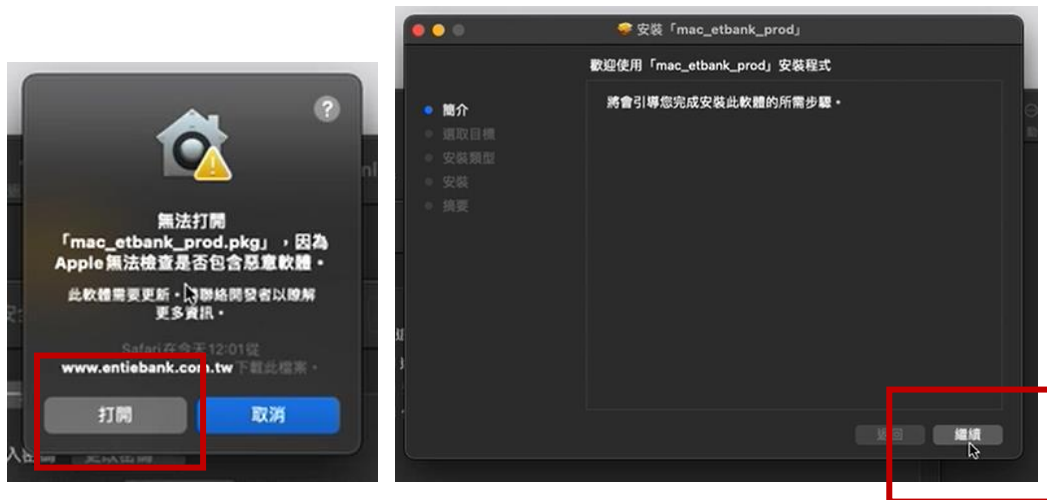 ?
無法打開
「mac_etbank_prod.pkg」，因為
Apple無法檢查是否包含惡意軟體。
此軟體需要更新。聯絡開發者以瞭解
更多資訊。
Safari在今天12:01從
www.entiebank.com.tw下載此檔案。
打開
取消
更改密碼
安裝「mac_etbank_prod」
歡迎使用「mac_etbank_prod」安裝程式
簡介
選取目標
安裝類型
安裝
摘要
將會引導您完成安裝此軟體的所需步驟。
返回
繼續